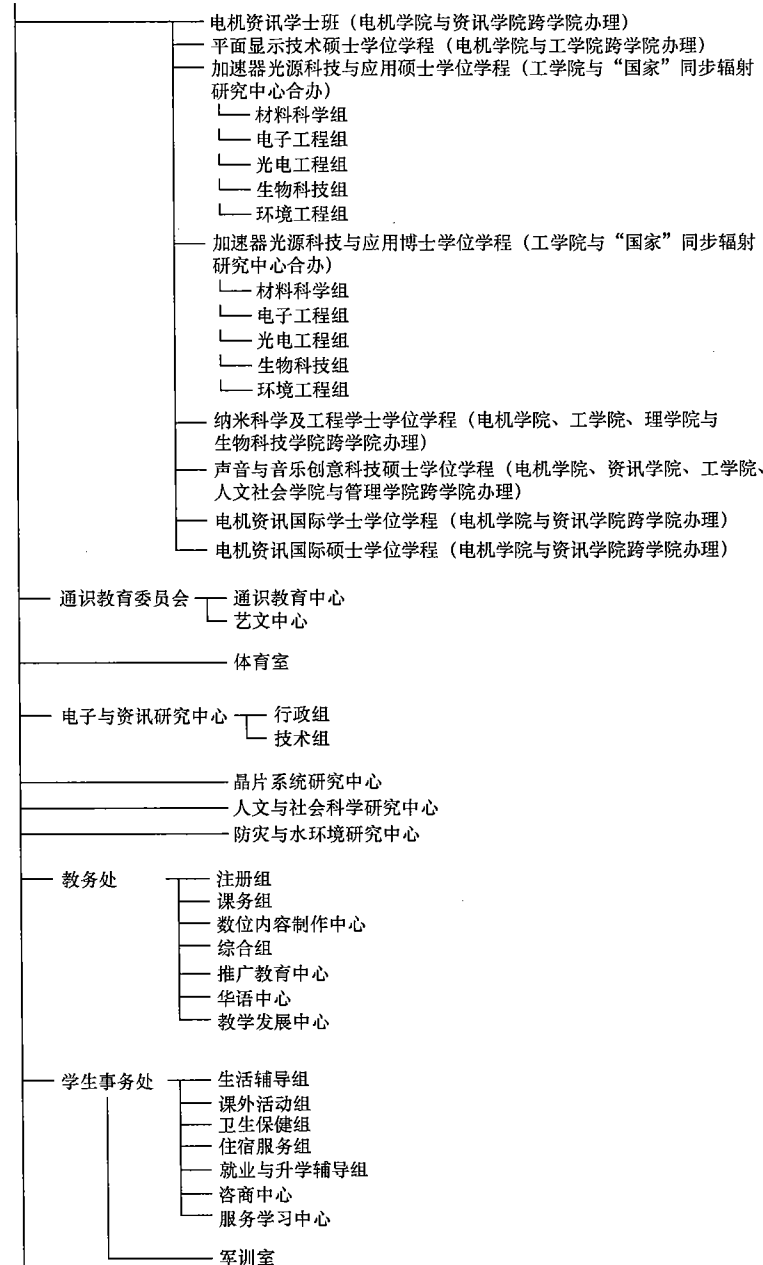 电机资讯学士班（电机学院与资讯学院跨学院办理）
平面显示技术硕士学位学程（电机学院与工学院跨学院办理）
加速器光源科技与应用硕士学位学程（工学院与“国家”同步辐射
研究中心合办）
材料科学组
电子工程组
光电工程组
生物科技组
环境工程组
加速器光源科技与应用博士学位学程（工学院与“国家”同步辐射
研究中心合办）
材料科学组
电子工程组
光电工程组
生物科技组
环境工程组
纳米科学及工程学士学位学程（电机学院、工学院、理学院与
生物科技学院跨学院办理）
声音与音乐创意科技硕士学位学程（电机学院、资讯学院、工学院、
人文社会学院与管理学院跨学院办理）
电机资讯国际学士学位学程（电机学院与资讯学院跨学院办理）
电机资讯国际硕士学位学程（电机学院与资讯学院跨学院办理）
通识教育委员会 通识教育中心
艺文中心
体育室
电子与资讯研究中心 行政组
技术组
晶片系统研究中心
人文与社会科学研究中心
防灾与水环境研究中心
教务处 注册组
课务组
数位内容制作中心
综合组
推广教育中心
华语中心
教学发展中心
学生事务处 生活辅导组
课外活动组
卫生保健组
住宿服务组
就业与升学辅导组
咨商中心
服务学习中心
军训室